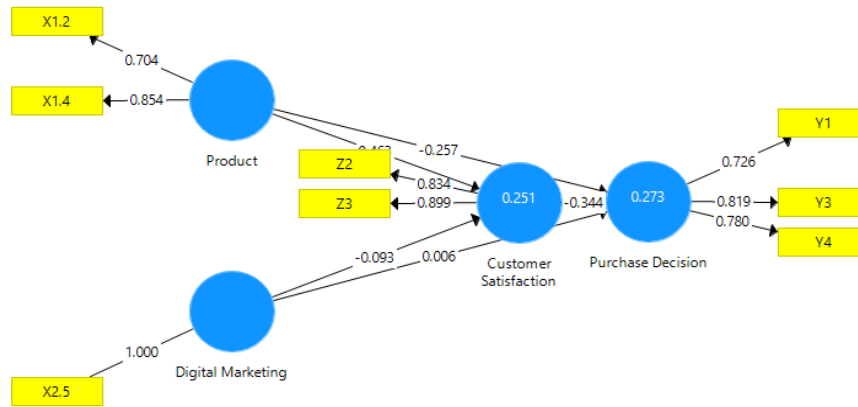 X1.2
0.704
X1.4
0.854
Product
-0.257
Z2
0.834
Z3
0.899
0.251
-0.344
0.273
Y1
0.726
0.819
Y3
0.780
Y4
Customer
Satisfaction
Purchase Decision
-0.093
0.006
Digital Marketing
1.000
X2.5